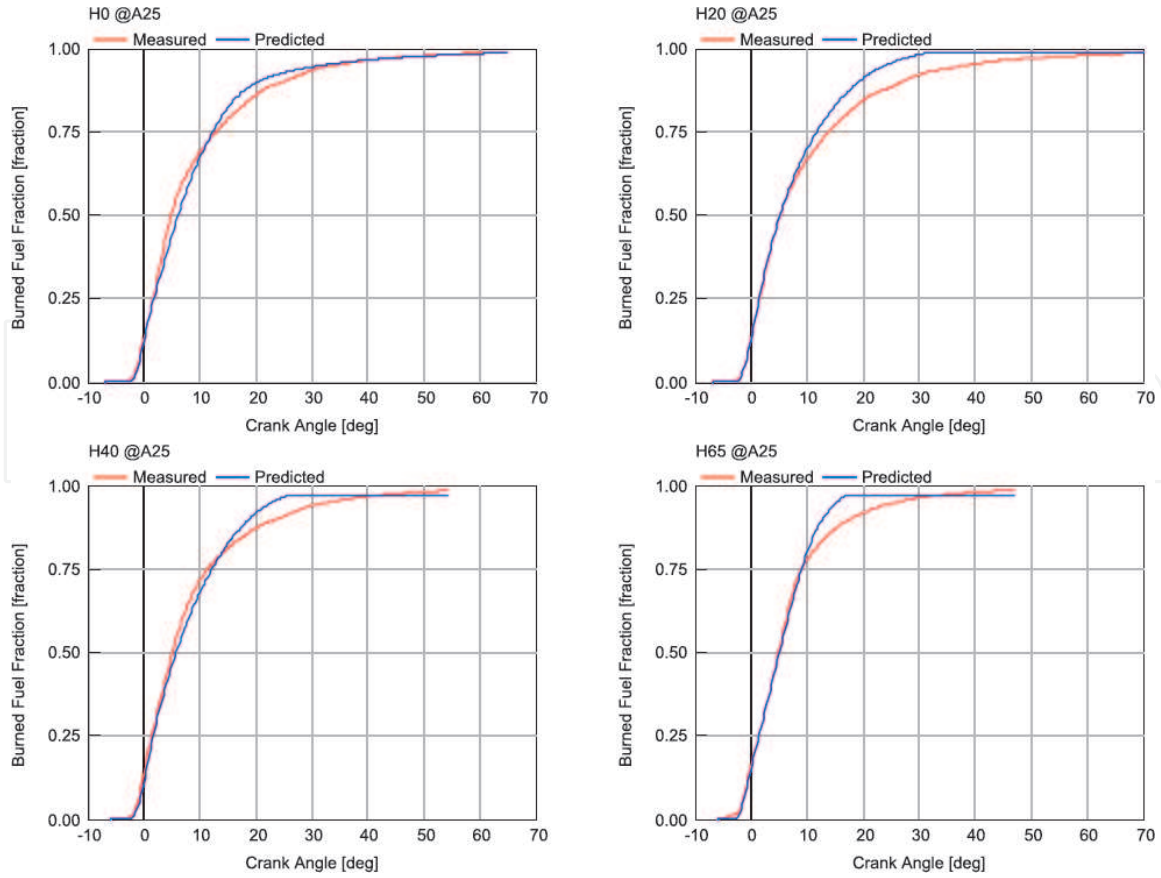 H0 @A25
Measured Predicted
1.00
0.75
0.50
0.25
0.00
Burned Fuel Fraction [fraction]
-10 0 10 20 30 40 50 60 70
Crank Angle [deg]
H20 @A25
Measured Predicted
1.00
0.75
0.50
0.25
0.00
Burned Fuel Fraction [fraction]
-10 0 10 20 30 40 50 60 70
Crank Angle [deg]
H40 @A25
Measured Predicted
1.00
0.75
0.50
0.25
0.00
Burned Fuel Fraction [fraction]
-10 0 10 20 30 40 50 60 70
Crank Angle [deg]
H65 @A25
Measured Predicted
1.00
0.75
0.50
0.25
0.00
Burned Fuel Fraction [fraction]
-10 0 10 20 30 40 50 60 70
Crank Angle [deg]